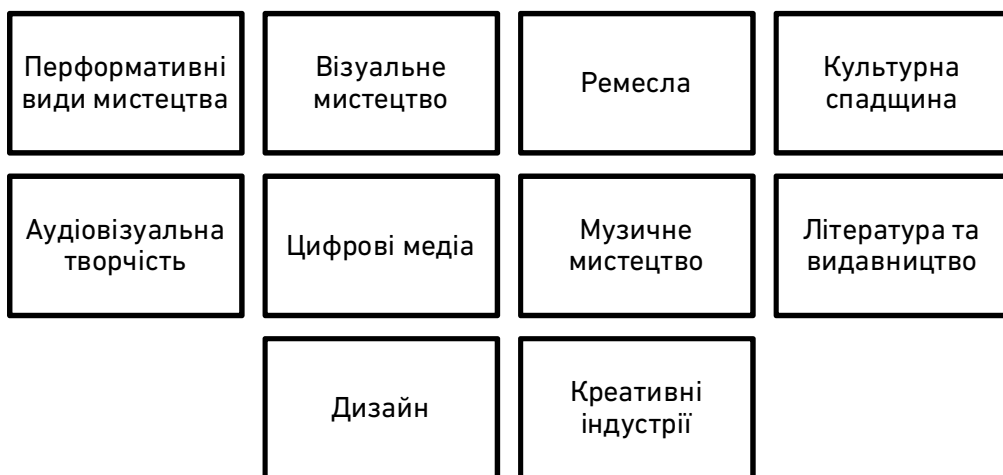 Перформативні
види мистецтва
Візуальне
мистецтво
Ремесла
Культурна
спадщина
Аудіовізуальна
творчість
Цифрові медіа
Музичне
мистецтво
Література та
видавництво
Дизайн
Креативні
індустрії